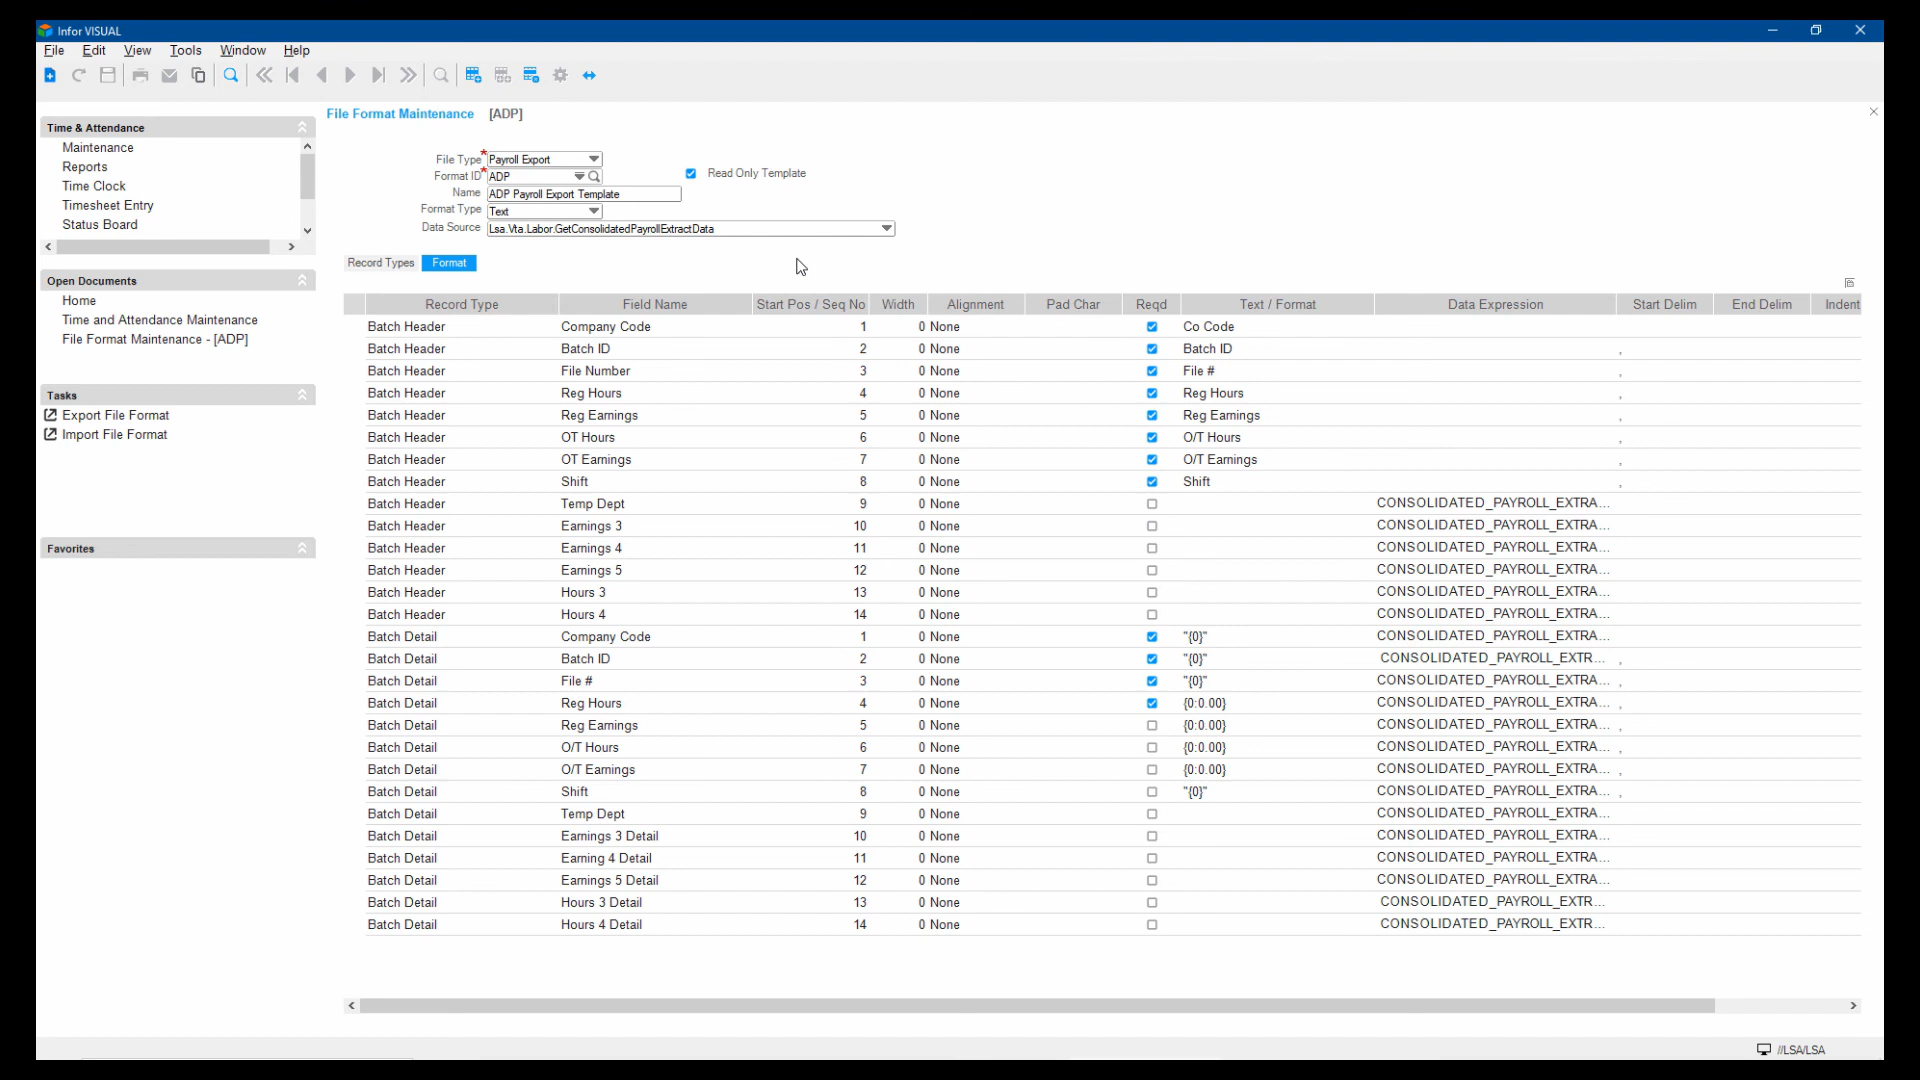 Infor VISUAL
File Edit View Tools Window Help
File Format Maintenance [ADP]
Time & Attendance
Maintenance
Reports
Time Clock
Timesheet Entry
Status Board
Open Documents
Home
Time and Attendance Maintenance
File Format Maintenance - [ADP]
Tasks
Export File Format
Import File Format
Favorites
File Type* Payroll Export
Format ID* ADP
Read Only Template
Name ADP Payroll Export Template
Format Type Text
Data Source Lsa.Vta.Labor.GetConsolidatedPayrollExtractData
Record Types Format
Record Type Field Name Start Pos / Seq No Width Alignment Pad Char Reqd Text / Format Data Expression Start Delim End Delim Indent
Batch Header Company Code 1 0 None Co Code
Batch Header Batch ID 2 0 None Batch ID ,
Batch Header File Number 3 0 None File # ,
Batch Header Reg Hours 4 0 None Reg Hours ,
Batch Header Reg Earnings 5 0 None Reg Earnings ,
Batch Header OT Hours 6 0 None O/T Hours ,
Batch Header OT Earnings 7 0 None O/T Earnings ,
Batch Header Shift 8 0 None Shift ,
Batch Header Temp Dept 9 0 None CONSOLIDATED_PAYROLL_EXTRA...
Batch Header Earnings 3 10 0 None CONSOLIDATED_PAYROLL_EXTRA...
Batch Header Earnings 4 11 0 None CONSOLIDATED_PAYROLL_EXTRA...
Batch Header Earnings 5 12 0 None CONSOLIDATED_PAYROLL_EXTRA...
Batch Header Hours 3 13 0 None CONSOLIDATED_PAYROLL_EXTRA...
Batch Header Hours 4 14 0 None CONSOLIDATED_PAYROLL_EXTRA...
Batch Detail Company Code 1 0 None "{0}" CONSOLIDATED_PAYROLL_EXTRA...
Batch Detail Batch ID 2 0 None "{0}" CONSOLIDATED_PAYROLL_EXTR... ,
Batch Detail File # 3 0 None "{0}" CONSOLIDATED_PAYROLL_EXTRA... ,
Batch Detail Reg Hours 4 0 None {0:0.00} CONSOLIDATED_PAYROLL_EXTRA... ,
Batch Detail Reg Earnings 5 0 None {0:0.00} CONSOLIDATED_PAYROLL_EXTRA... ,
Batch Detail O/T Hours 6 0 None {0:0.00} CONSOLIDATED_PAYROLL_EXTRA... ,
Batch Detail O/T Earnings 7 0 None {0:0.00} CONSOLIDATED_PAYROLL_EXTRA... ,
Batch Detail Shift 8 0 None "{0}" CONSOLIDATED_PAYROLL_EXTRA... ,
Batch Detail Temp Dept 9 0 None CONSOLIDATED_PAYROLL_EXTRA...
Batch Detail Earnings 3 Detail 10 0 None CONSOLIDATED_PAYROLL_EXTRA...
Batch Detail Earning 4 Detail 11 0 None CONSOLIDATED_PAYROLL_EXTRA...
Batch Detail Earnings 5 Detail 12 0 None CONSOLIDATED_PAYROLL_EXTRA...
Batch Detail Hours 3 Detail 13 0 None CONSOLIDATED_PAYROLL_EXTR...
Batch Detail Hours 4 Detail 14 0 None CONSOLIDATED_PAYROLL_EXTR...
//LSA/LSA